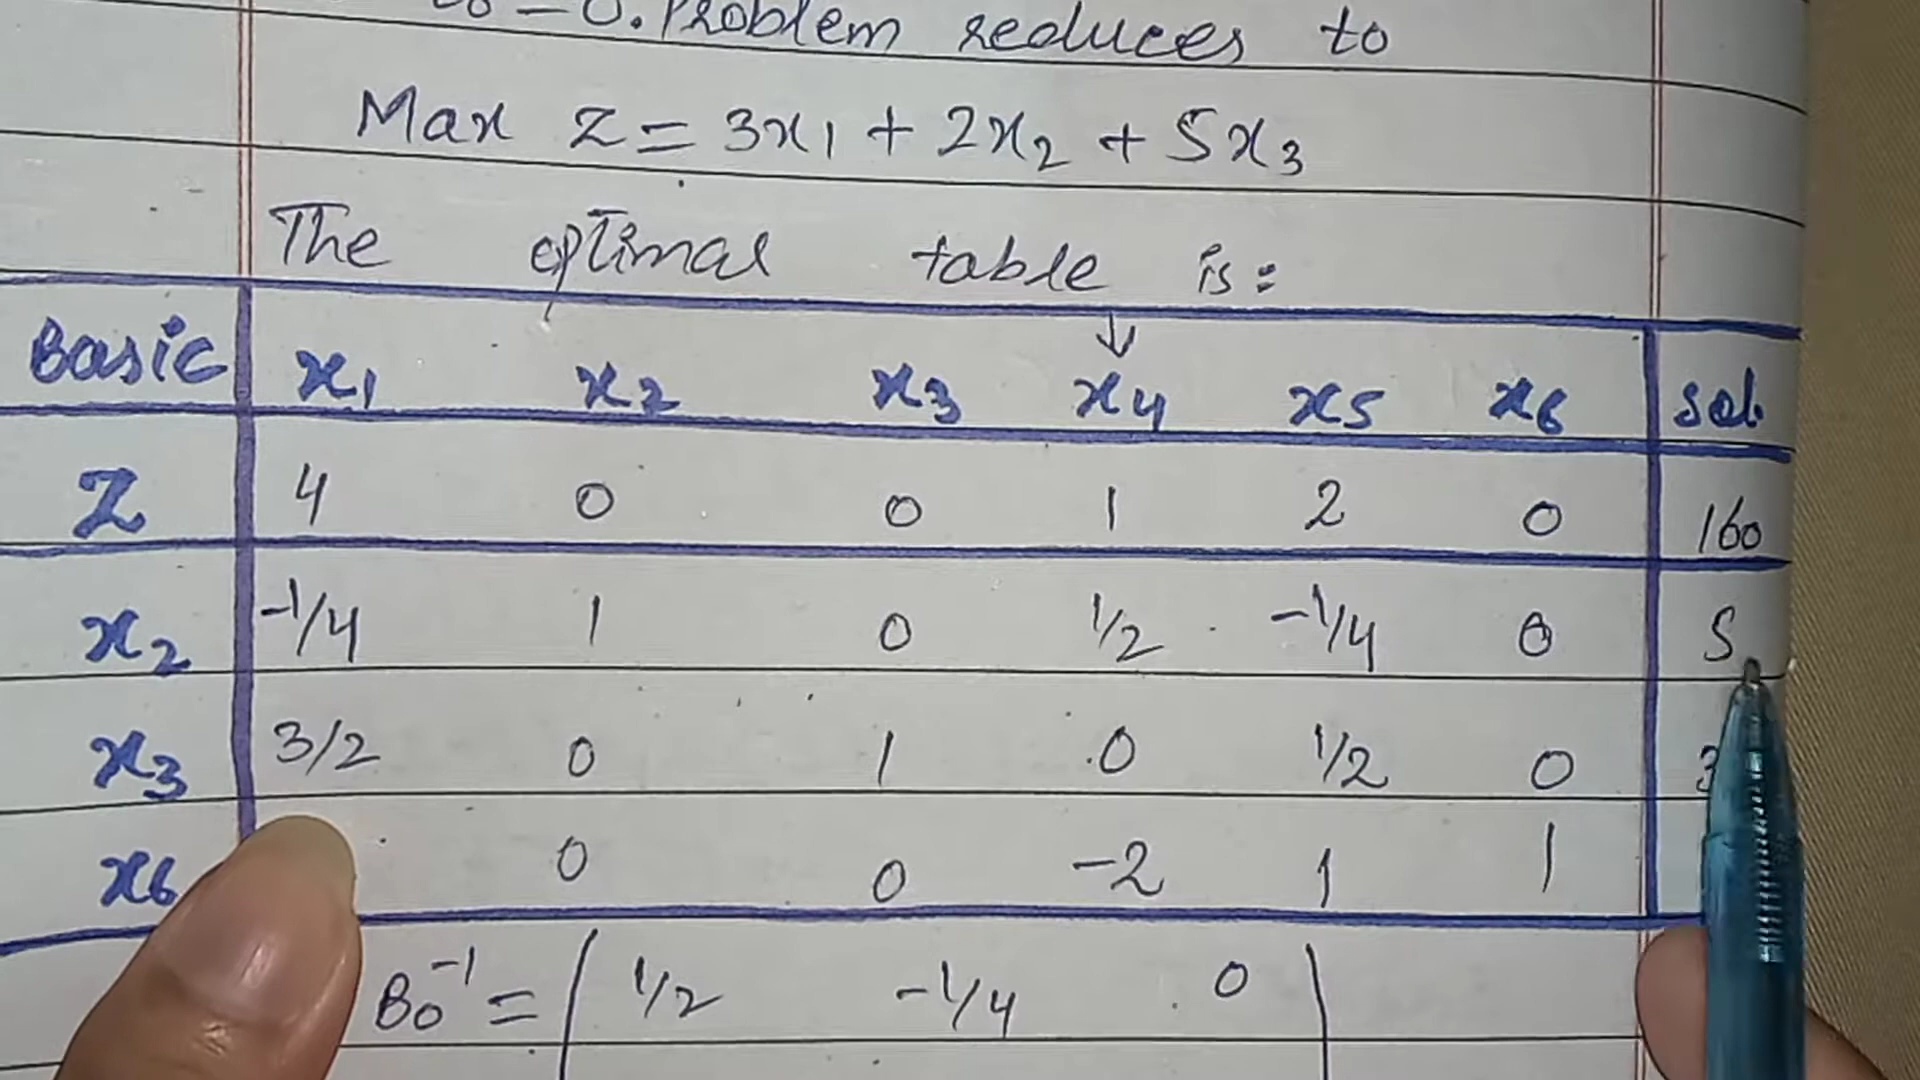 = 0. Problem reduces to
Max Z = 3x1 + 2x2 + 5x3
The optimal table is:
Basic x1 x2 x3 x4 x5 x6 sol
Z 4 0 0 1 2 0 160
x2 -1/4 1 0 1/2 -1/4 0 5
x3 3/2 0 1 0 1/2 0 3
x6 0 0 -2 1 1
B0^-1 = ( 1/2 -1/4 0 )